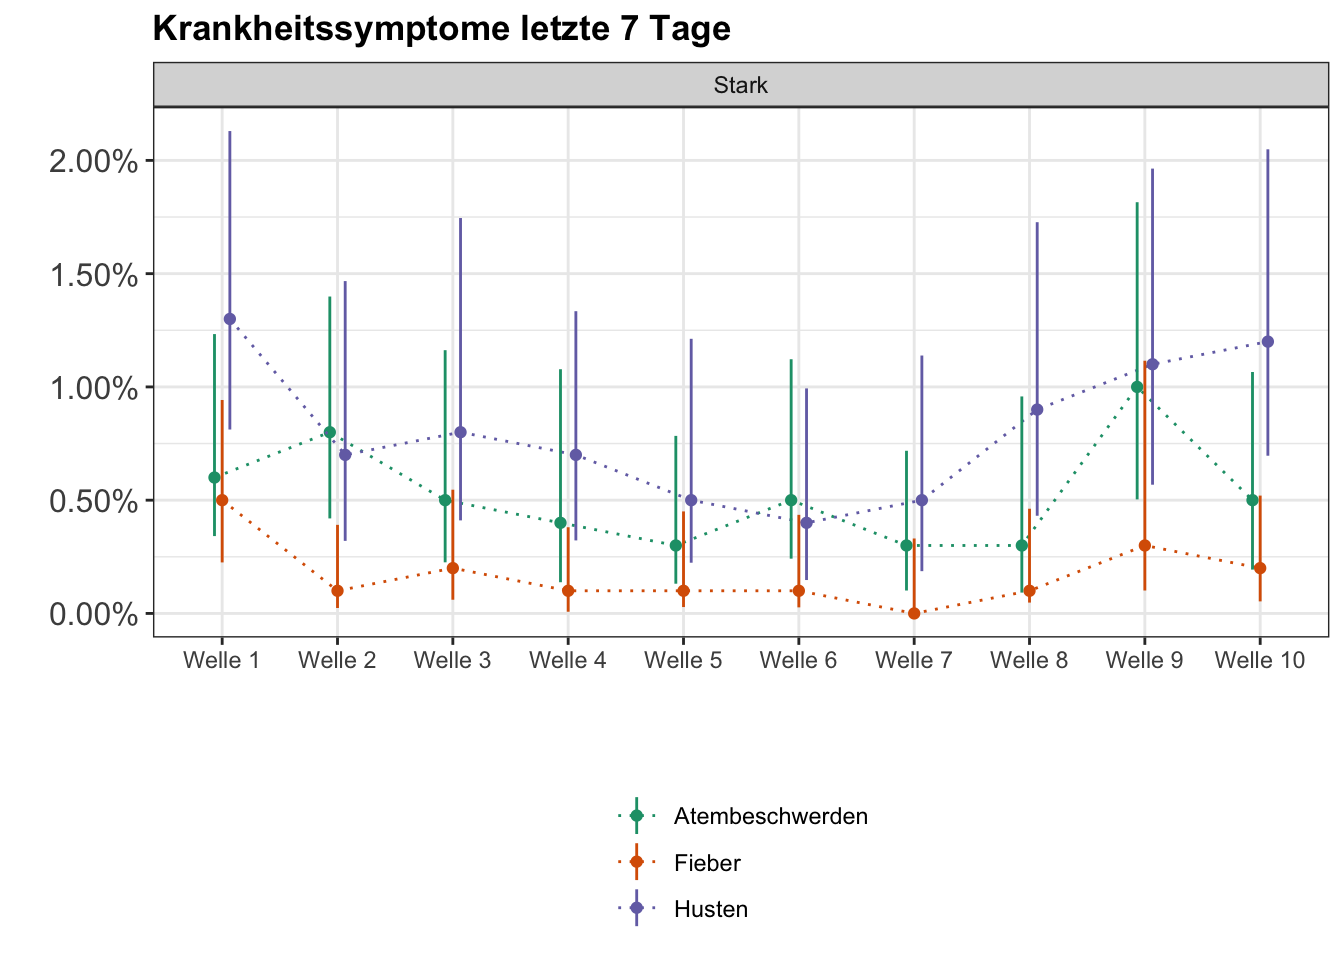 Krankheitssymptome letzte 7 Tage
Stark
2.00%
1.50%
1.00%
0.50%
0.00%
Welle 1 Welle 2 Welle 3 Welle 4 Welle 5 Welle 6 Welle 7 Welle 8 Welle 9 Welle 10
Atembeschwerden
Fieber
Husten